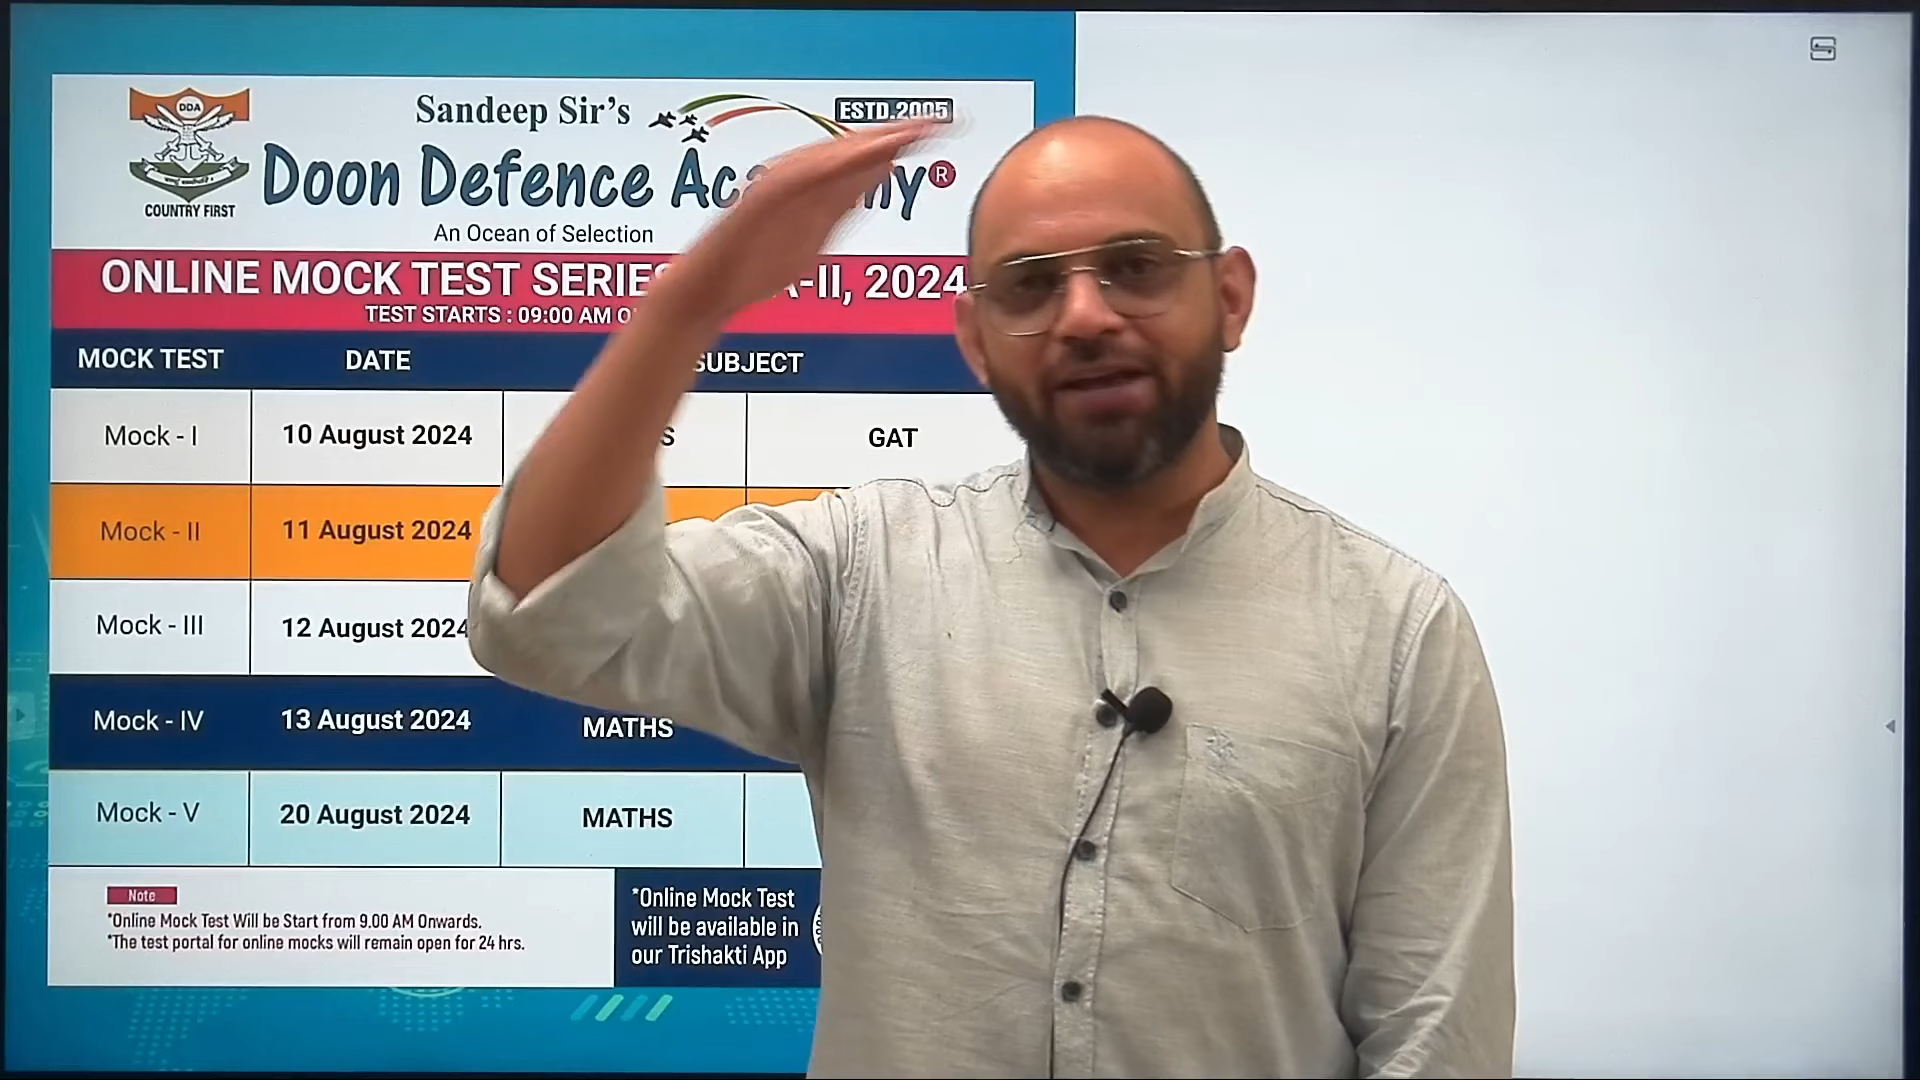 DDA
COUNTRY FIRST
Sandeep Sir's
ESTD.2005
Doon Defence
®
An Ocean of Selection
ONLINE MOCK TEST
-II, 2024
TEST STARTS : 09:00 AM
MOCK TEST DATE SUBJECT
Mock - I 10 August 2024 GAT
Mock - II 11 August 2024
Mock - III 12 August 2024
Mock - IV 13 August 2024 MATHS
Mock - V 20 August 2024 MATHS
Note
*Online Mock Test Will be Start from 9.00 AM Onwards.
*The test portal for online mocks will remain open for 24 hrs.
*Online Mock Test
will be available in
our Trishakti App